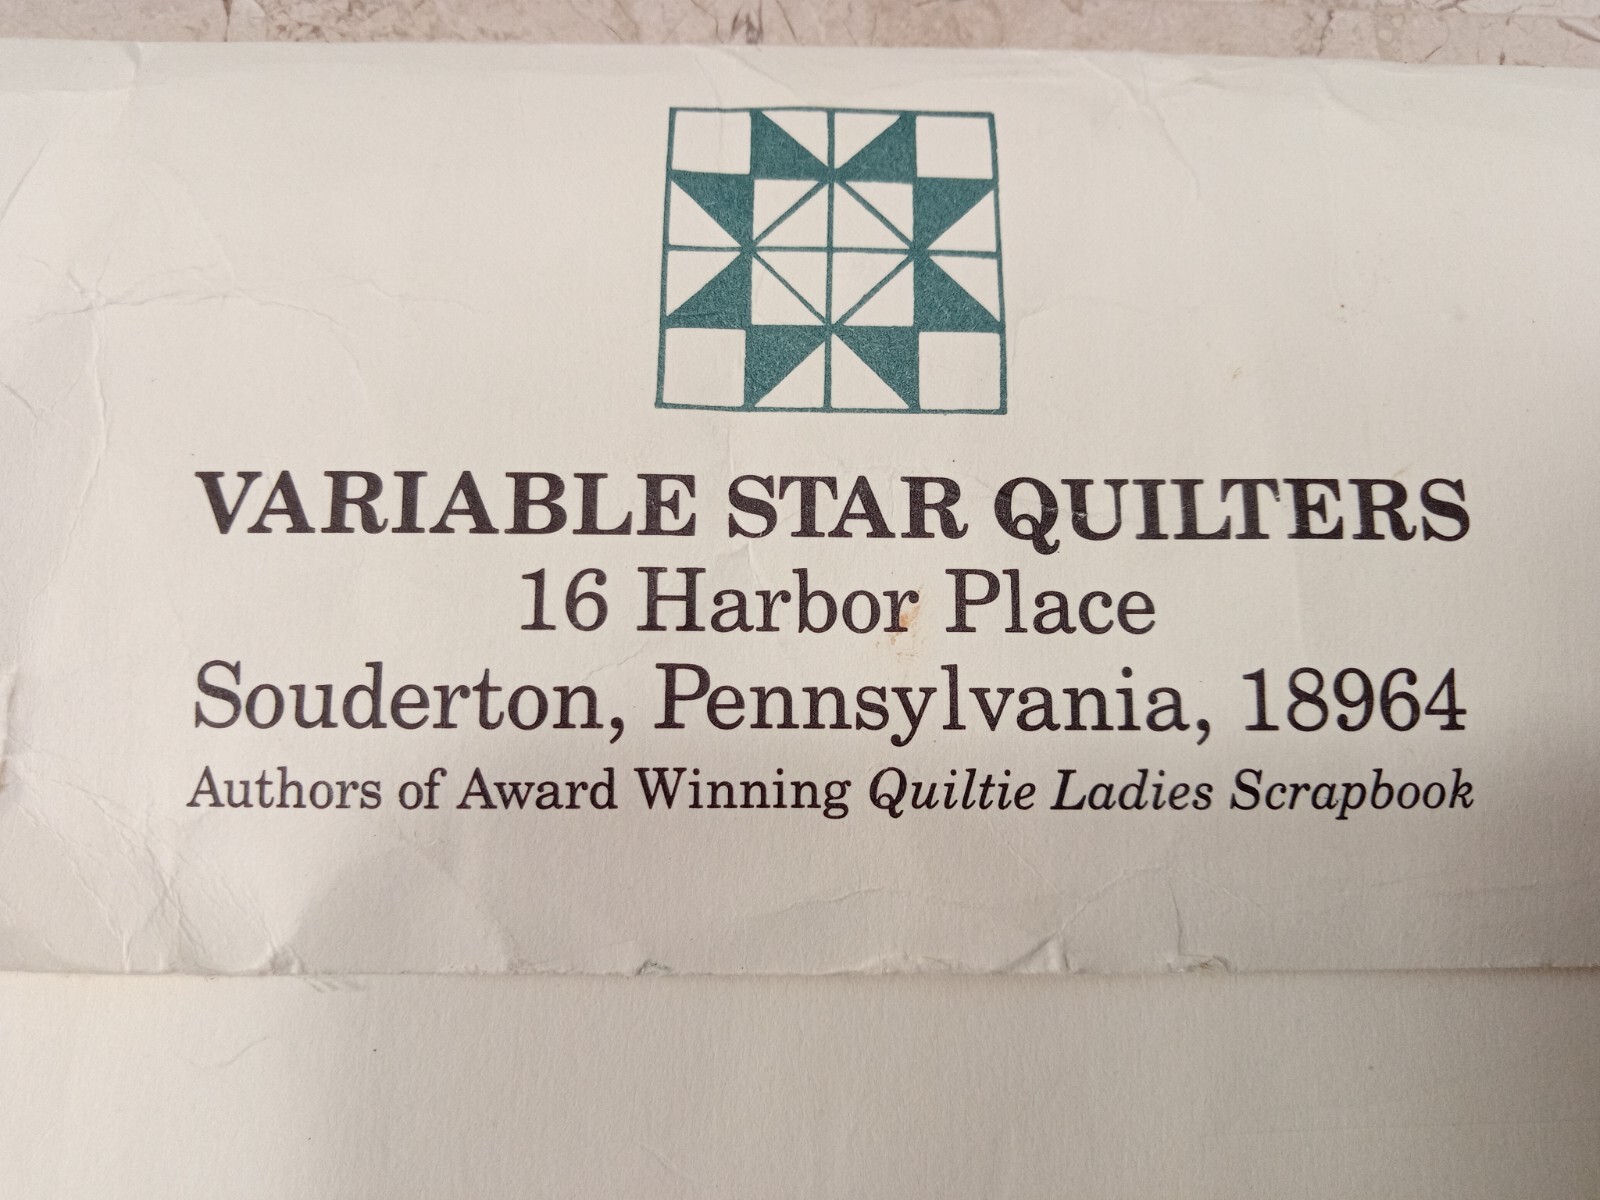 VARIABLE STAR QUILTERS
16 Harbor Place
Souderton, Pennsylvania, 18964
Authors of Award Winning Quiltie Ladies Scrapbook